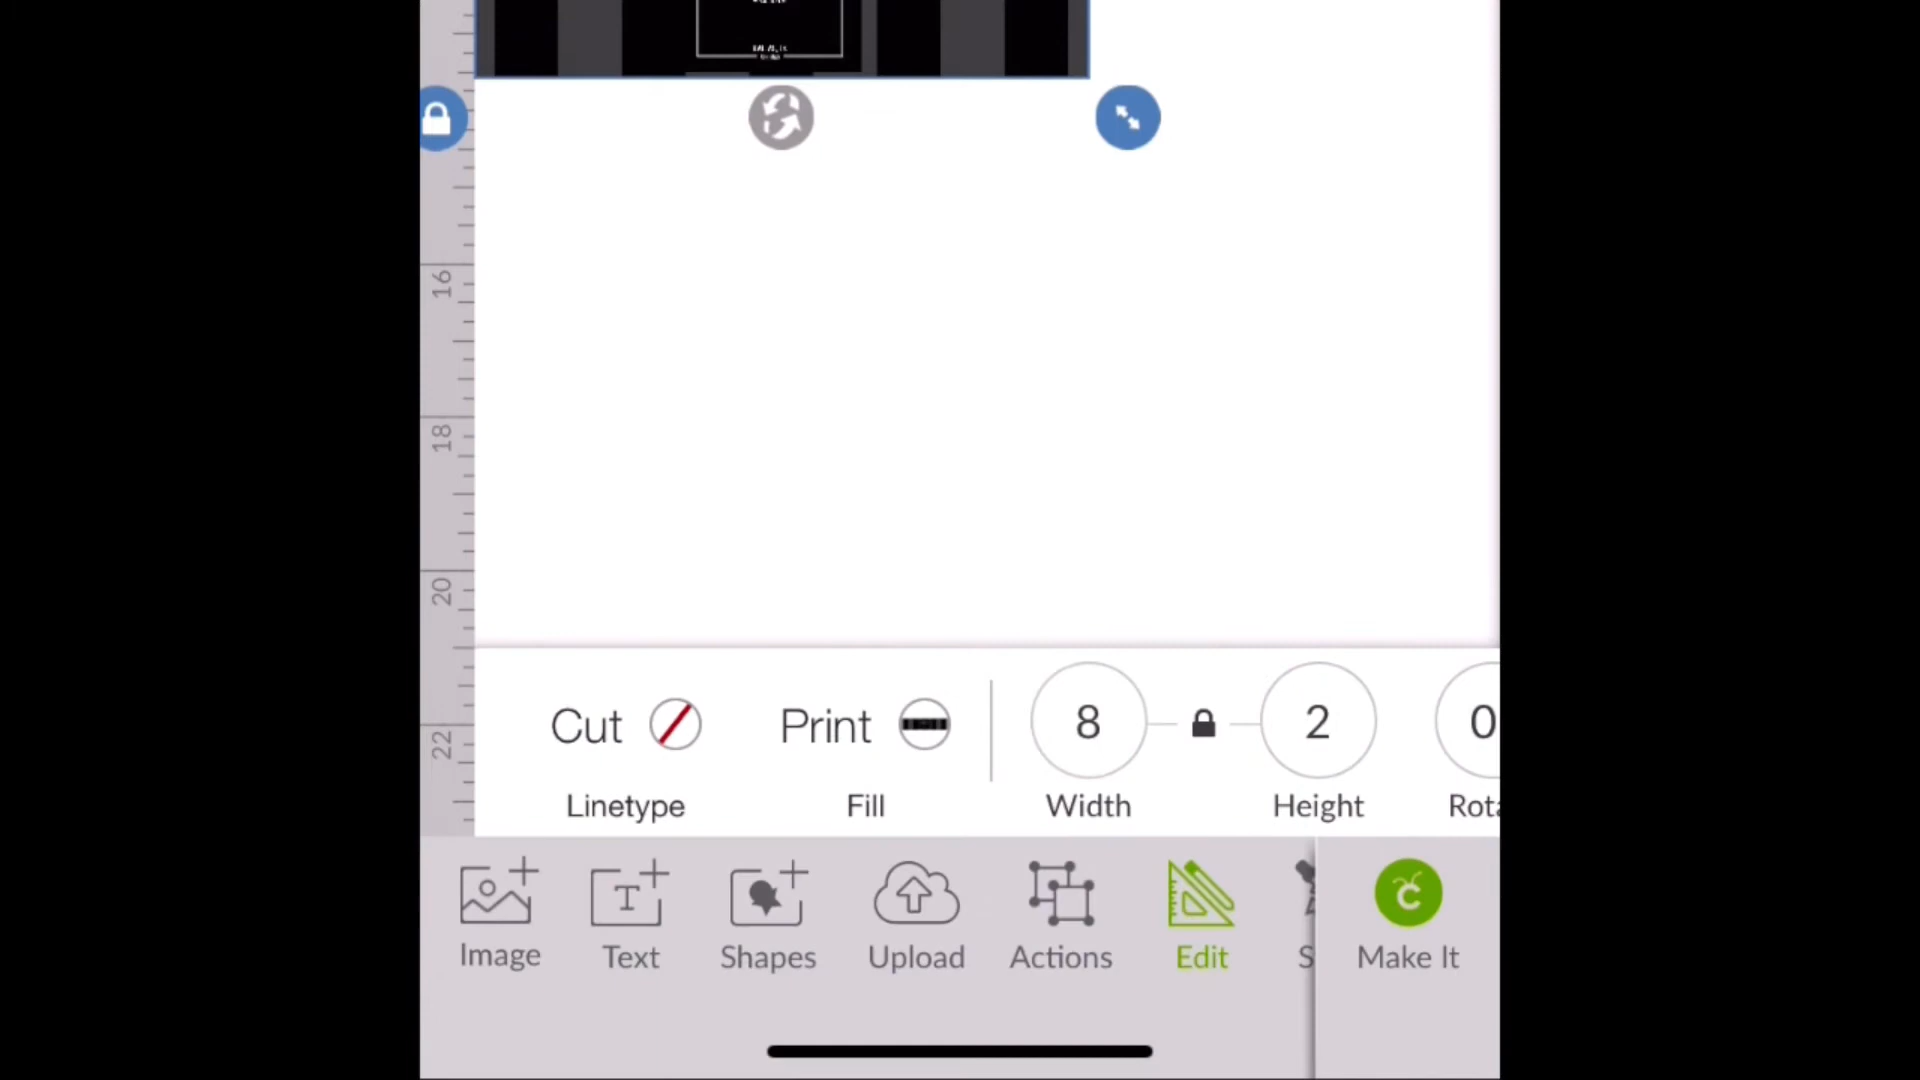 16
18
20
22
Cut
Print
8
2
0
Linetype
Fill
Width
Height
Rota
Image
Text
Shapes
Upload
Actions
Edit
S
Make It